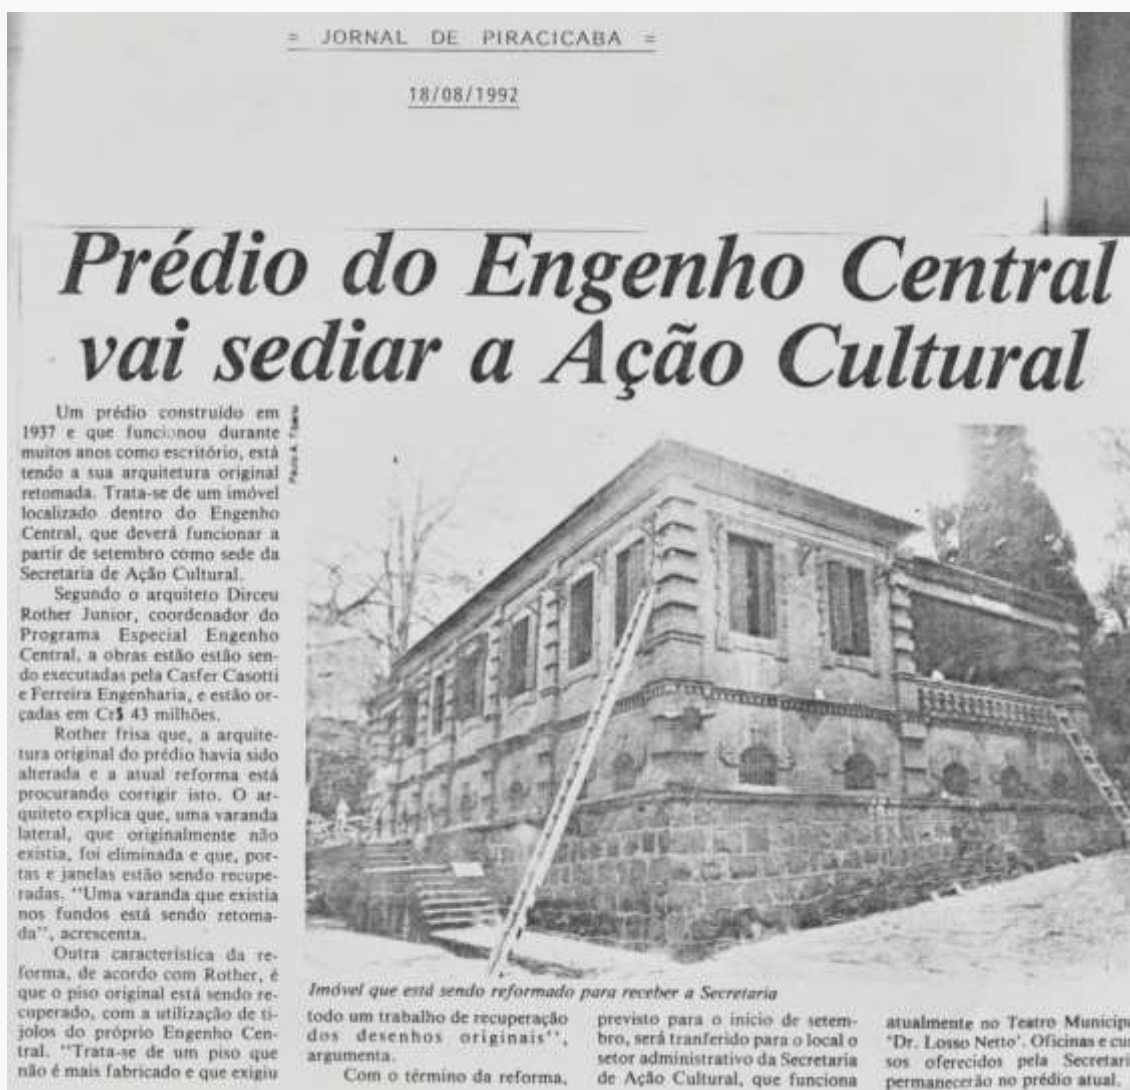 = JORNAL DE PIRACICABA =
18/08/1992
Prédio do Engenho Central
vai sediar a Ação Cultural
Um prédio construído em
1937 e que funcionou durante
muitos anos como escritório, está
tendo a sua arquitetura original
retomada. Trata-se de um imóvel
localizado dentro do Engenho
Central, que deverá funcionar a
partir de setembro como sede da
Secretaria de Ação Cultural.
Segundo o arquiteto Dirceu
Rother Junior, coordenador do
Programa Especial Engenho
Central, a obras estão estão sen-
do executadas pela Casfer Casotti
e Ferreira Engenharia, e estão or-
çadas em Cr$ 43 milhões.
Rother frisa que, a arquite-
tura original do prédio havia sido
alterada e a atual reforma está
procurando corrigir isto. O ar-
quiteto explica que, uma varanda
lateral, que originalmente não
existia, foi eliminada e que, por-
tas e janelas estão sendo recupe-
radas. "Uma varanda que existia
nos fundos está sendo retoma-
da", acrescenta.
Outra característica da re-
forma, de acordo com Rother, é
que o piso original está sendo re-
cuperado, com a utilização de ti-
jolos do próprio Engenho Cen-
tral. "Trata-se de um piso que
não é mais fabricado e que exigiu
Paulo A.
Imóvel que está sendo reformado para receber a Secretaria
todo um trabalho de recuperação
dos desenhos originais",
argumenta.
Com o término da reforma,
previsto para o início de setem-
bro, será tranferido para o local o
setor administrativo da Secretaria
de Ação Cultural, que funciona
atualmente no Teatro Municip
'Dr. Losso Netto'. Oficinas e cur
sos oferecidos pela Secretari
permanecerão no prédio atual.